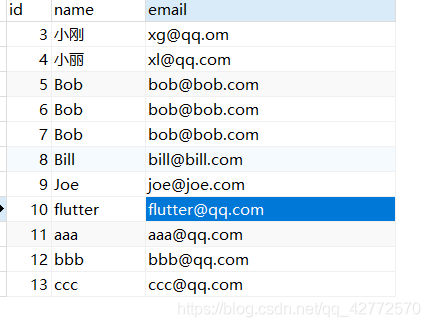 id name email
3 小刚 xg@qq.om
4 小丽 xl@qq.com
5 Bob bob@bob.com
6 Bob bob@bob.com
7 Bob bob@bob.com
8 Bill bill@bill.com
9 Joe joe@joe.com
10 flutter flutter@qq.com
11 aaa aaa@qq.com
12 bbb bbb@qq.com
13 ccc ccc@qq.com
https://blog.csdn.net/qq_42772570